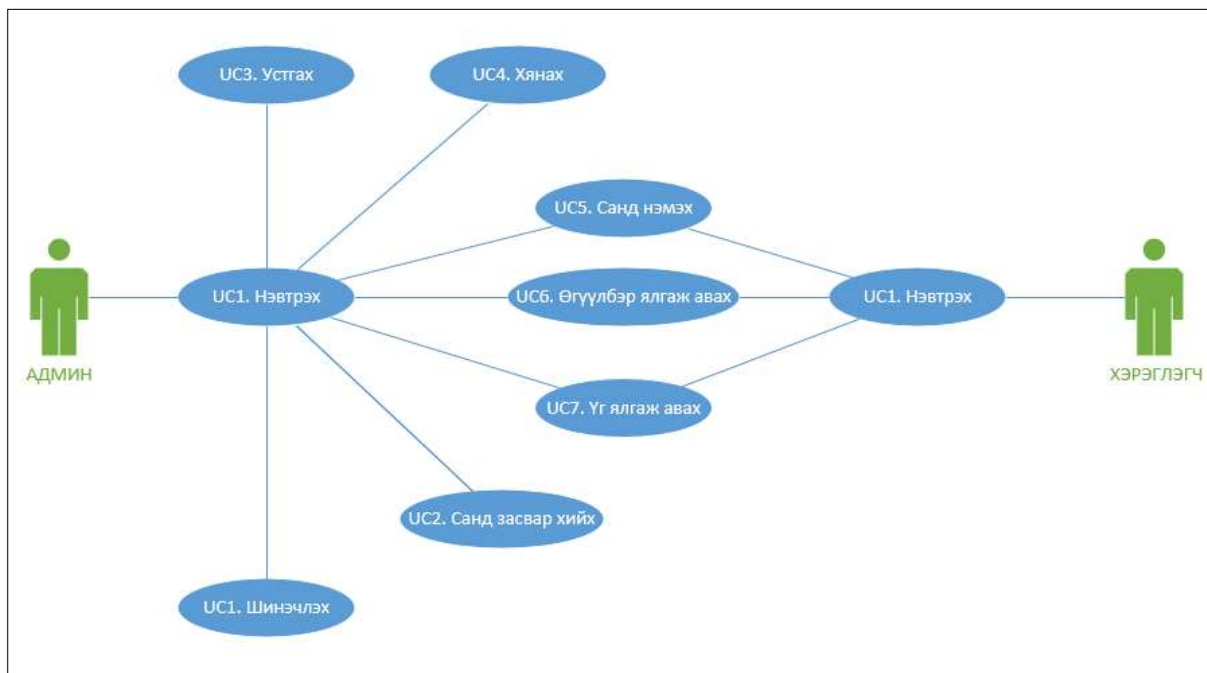 UC3. Устгах
UC4. Хянах
UC5. Санд нэмэх
UC1. Нэвтрэх
UC6. Өгүүлбэр ялгаж авах
UC1. Нэвтрэх
АДМИН
ХЭРЭГЛЭГЧ
UC7. Үг ялгаж авах
UC2. Санд засвар хийх
UC1. Шинэчлэх